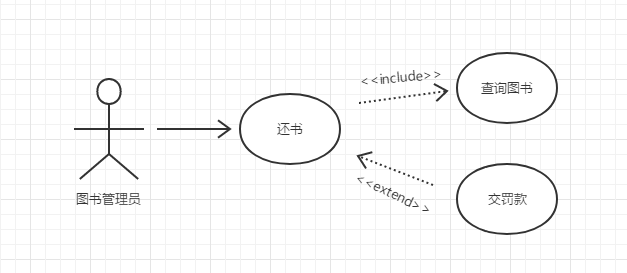 <<include>>
查询图书
还书
图书管理员
<<extend>>
交罚款